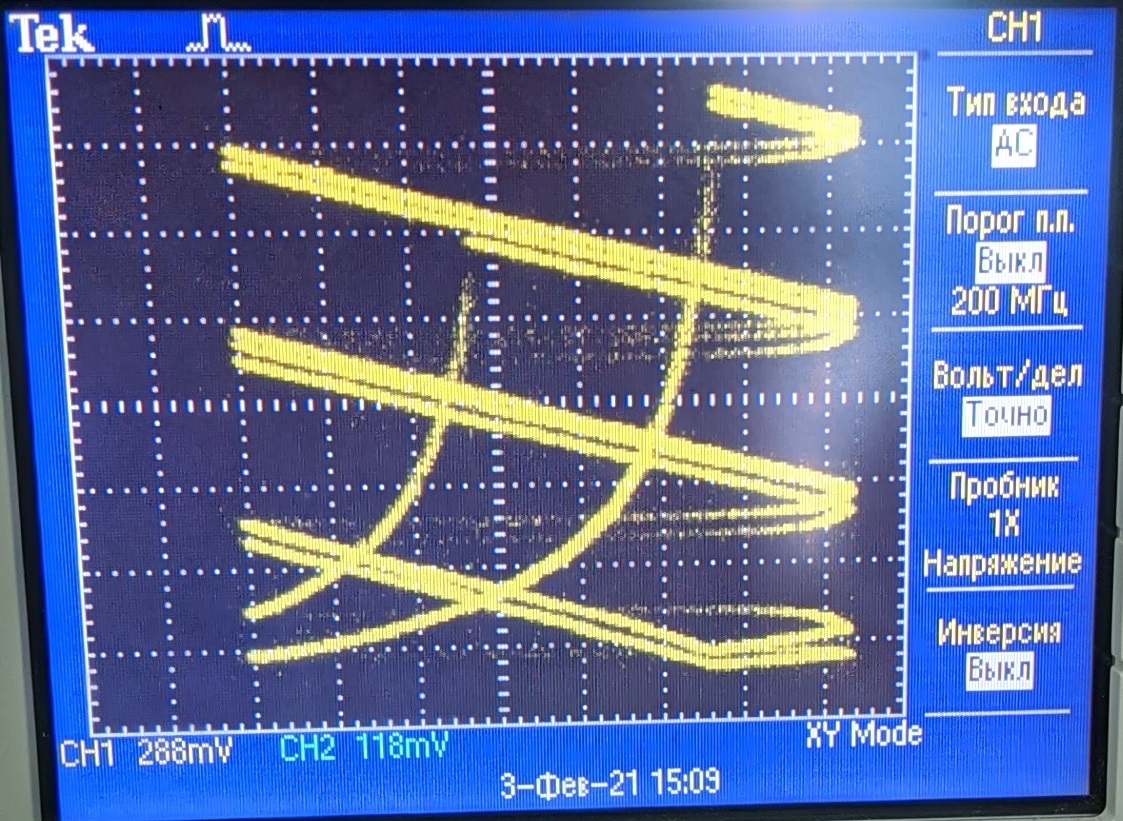 Tek
CH1
Тип входа
ДС
Порог п.п.
Выкл
200 МГц
Вольт/дел
Точно
Пробник
1X
Напряжение
Инверсия
Выкл
CH1 288mV CH2 118mV
XY Mode
3-Фев-21 15:09